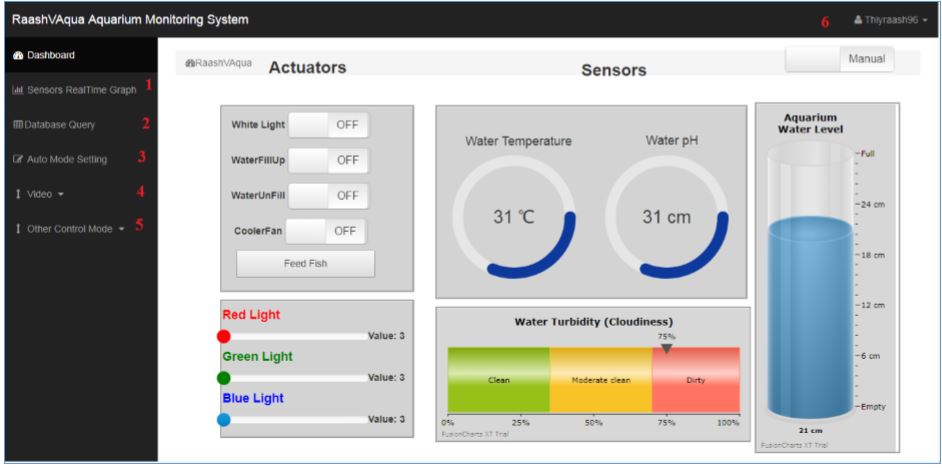 RaashVAqua Aquarium Monitoring System
6
Thiyraash96
Dashboard
Sensors RealTime Graph 1
Database Query 2
Auto Mode Setting 3
Video 4
Other Control Mode 5
RaashVAqua
Actuators
Sensors
Manual
White Light OFF
WaterFillUp OFF
WaterUnFill OFF
CoolerFan OFF
Feed Fish
Red Light
Value: 3
Green Light
Value: 3
Blue Light
Value: 3
Water Temperature
31 °C
Water pH
31 cm
Water Turbidity (Cloudiness)
75%
Clean Moderate clean Dirty
0% 25% 50% 75% 100%
FusionCharts XT Trial
Aquarium
Water Level
Full
24 cm
18 cm
12 cm
6 cm
Empty
21 cm
FusionCharts XT Trial